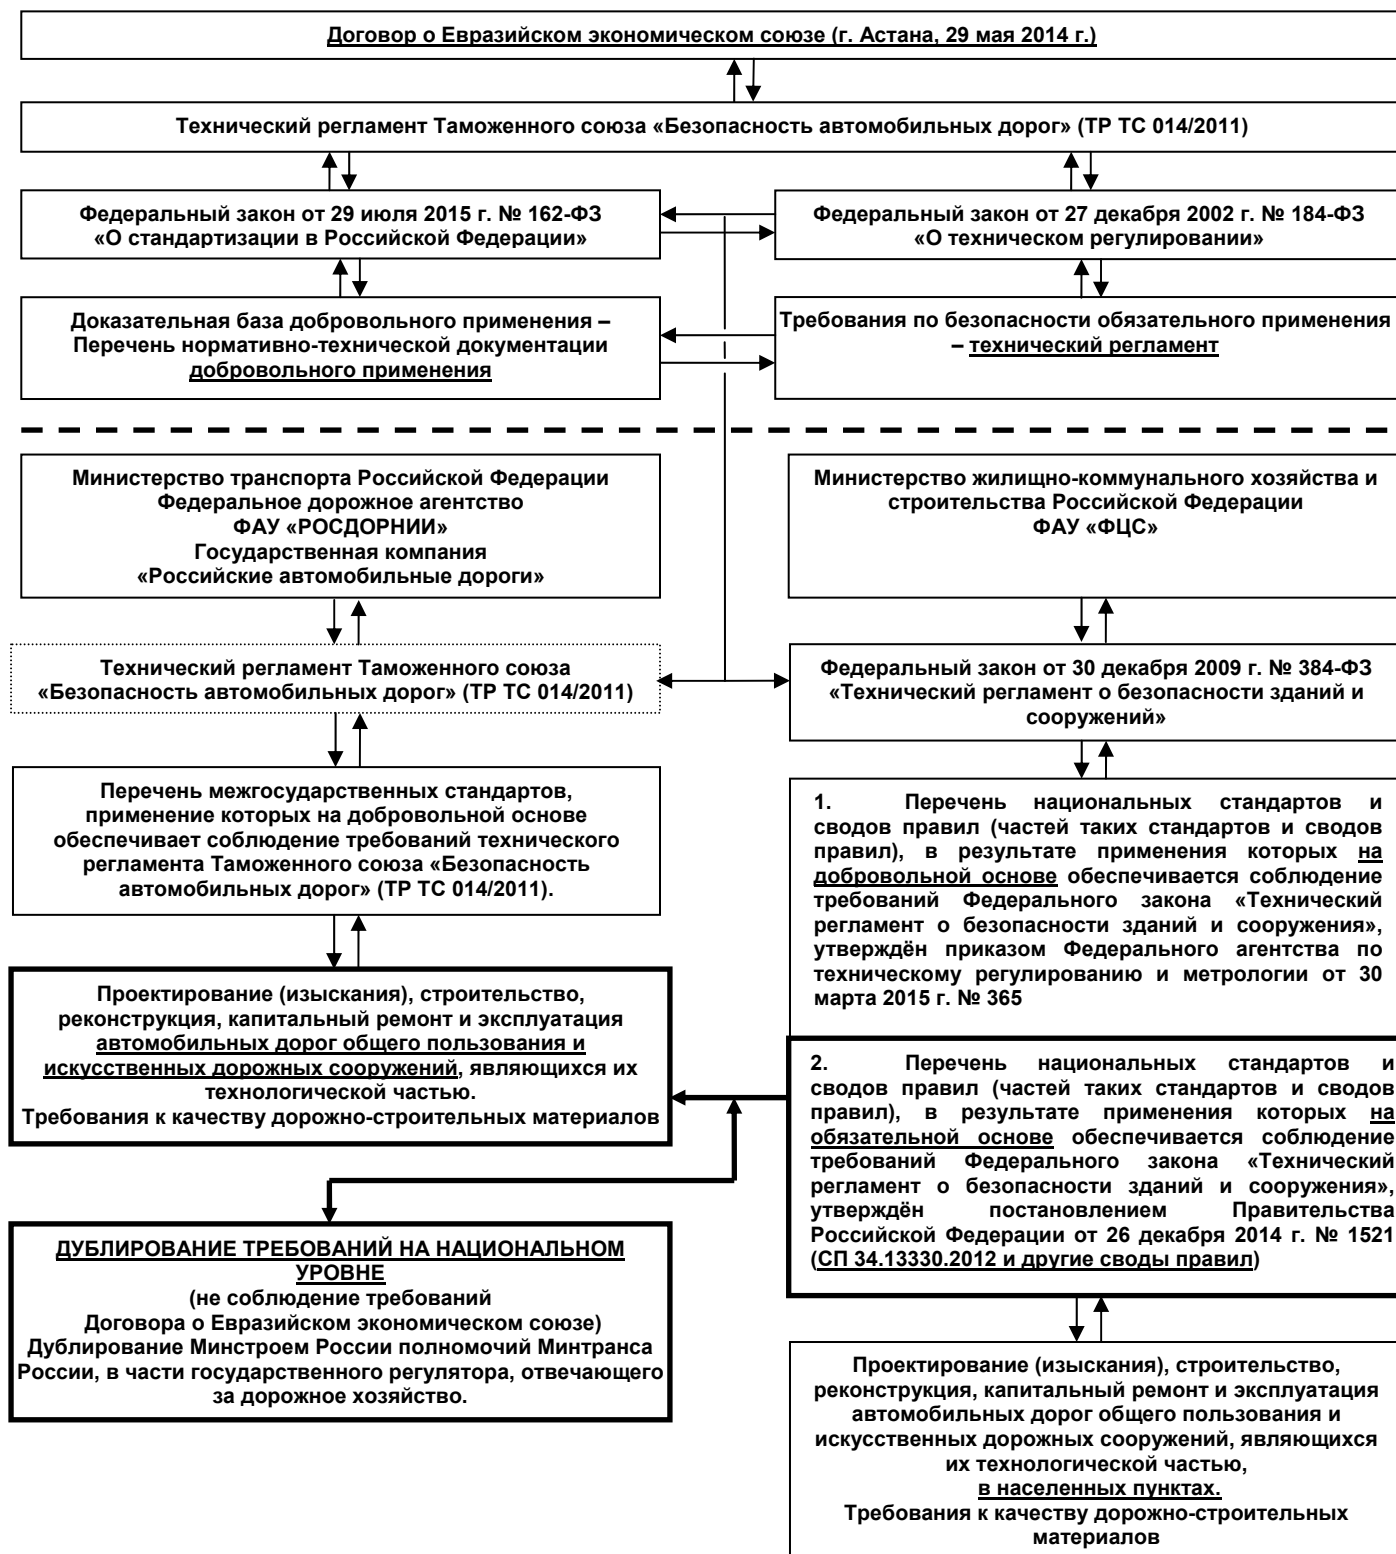 Договор о Евразийском экономическом союзе (г. Астана, 29 мая 2014 г.)
Технический регламент Таможенного союза «Безопасность автомобильных дорог» (ТР ТС 014/2011)
Федеральный закон от 29 июля 2015 г. № 162-ФЗ
«О стандартизации в Российской Федерации»
Федеральный закон от 27 декабря 2002 г. № 184-ФЗ
«О техническом регулировании»
Доказательная база добровольного применения –
Перечень нормативно-технической документации
добровольного применения
Требования по безопасности обязательного применения
– технический регламент
Министерство транспорта Российской Федерации
Федеральное дорожное агентство
ФАУ «РОСДОРНИИ»
Государственная компания
«Российские автомобильные дороги»
Министерство жилищно-коммунального хозяйства и
строительства Российской Федерации
ФАУ «ФЦС»
Технический регламент Таможенного союза
«Безопасность автомобильных дорог» (ТР ТС 014/2011)
Федеральный закон от 30 декабря 2009 г. № 384-ФЗ
«Технический регламент о безопасности зданий и
сооружений»
Перечень межгосударственных стандартов,
применение которых на добровольной основе
обеспечивает соблюдение требований технического
регламента Таможенного союза «Безопасность
автомобильных дорог» (ТР ТС 014/2011).
1. Перечень национальных стандартов и
сводов правил (частей таких стандартов и сводов
правил), в результате применения которых на
добровольной основе обеспечивается соблюдение
требований Федерального закона «Технический
регламент о безопасности зданий и сооружения»,
утверждён приказом Федерального агентства по
техническому регулированию и метрологии от 30
марта 2015 г. № 365
Проектирование (изыскания), строительство,
реконструкция, капитальный ремонт и эксплуатация
автомобильных дорог общего пользования и
искусственных дорожных сооружений, являющихся их
технологической частью.
Требования к качеству дорожно-строительных материалов
2. Перечень национальных стандартов и
сводов правил (частей таких стандартов и сводов
правил), в результате применения которых на
обязательной основе обеспечивается соблюдение
требований Федерального закона «Технический
регламент о безопасности зданий и сооружения»,
утверждён постановлением Правительства
Российской Федерации от 26 декабря 2014 г. № 1521
(СП 34.13330.2012 и другие своды правил)
ДУБЛИРОВАНИЕ ТРЕБОВАНИЙ НА НАЦИОНАЛЬНОМ
УРОВНЕ
(не соблюдение требований
Договора о Евразийском экономическом союзе)
Дублирование Минстроем России полномочий Минтранса
России, в части государственного регулятора, отвечающего
за дорожное хозяйство.
Проектирование (изыскания), строительство,
реконструкция, капитальный ремонт и эксплуатация
автомобильных дорог общего пользования и
искусственных дорожных сооружений, являющихся
их технологической частью,
в населенных пунктах.
Требования к качеству дорожно-строительных
материалов